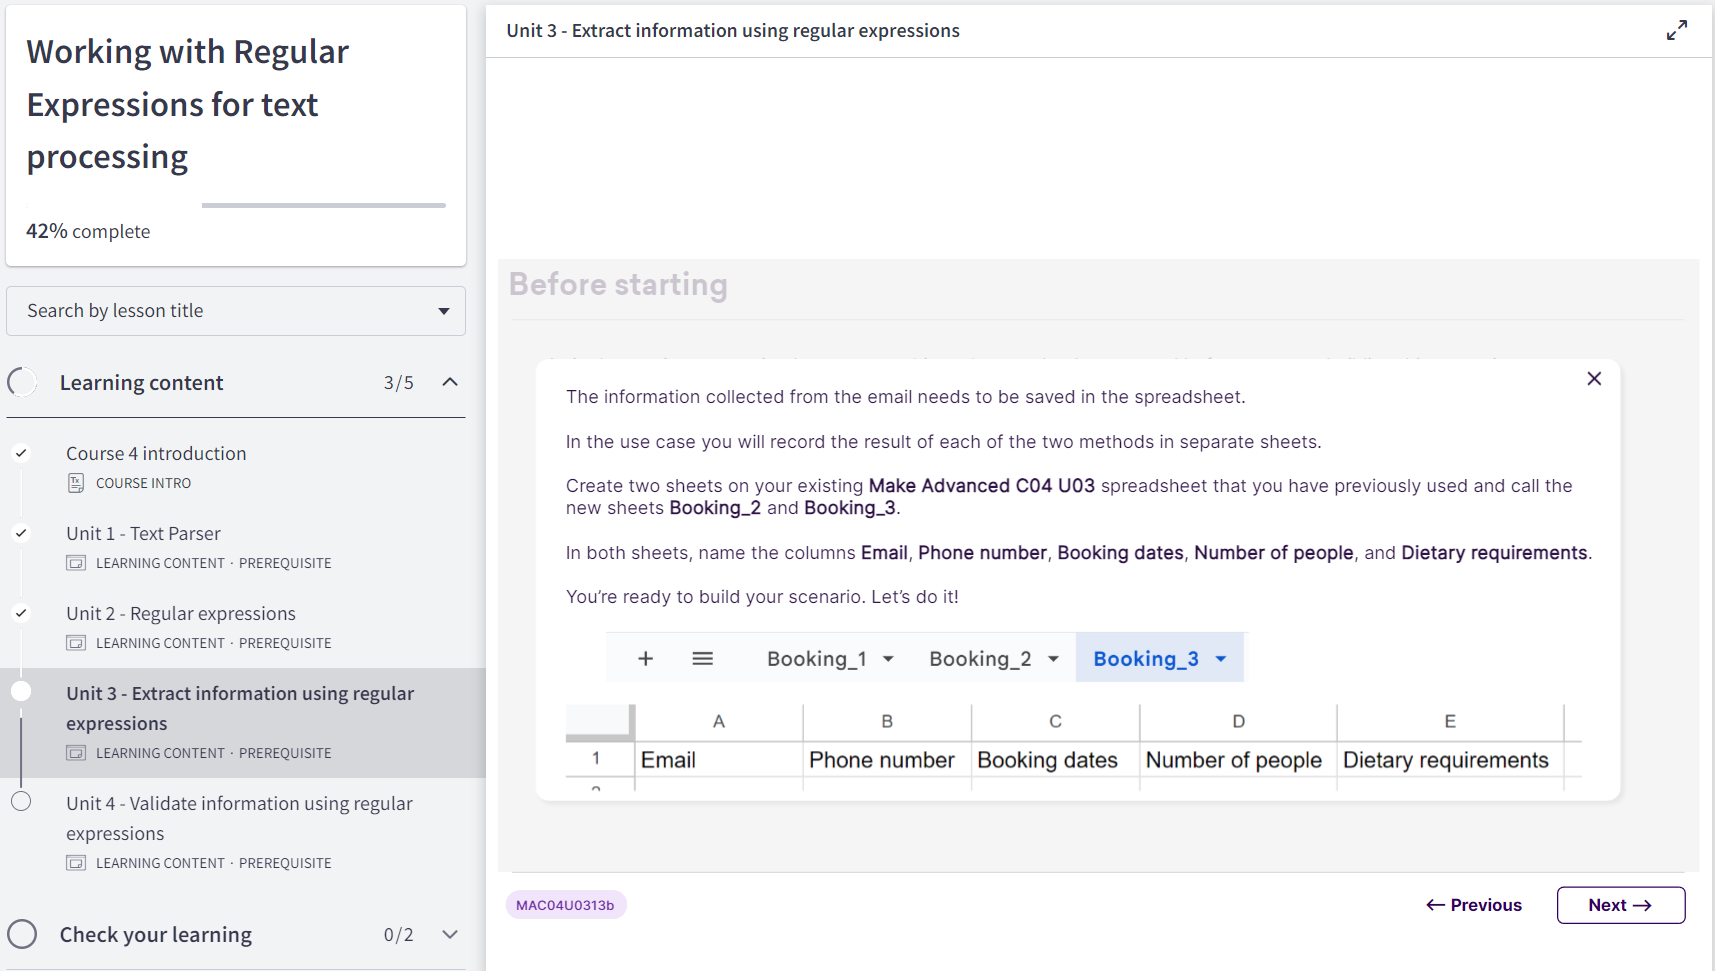 Working with Regular
Expressions for text
processing
42% complete
Search by lesson title
Learning content 3/5
Course 4 introduction
COURSE INTRO
Unit 1 - Text Parser
LEARNING CONTENT · PREREQUISITE
Unit 2 - Regular expressions
LEARNING CONTENT · PREREQUISITE
Unit 3 - Extract information using regular
expressions
LEARNING CONTENT · PREREQUISITE
Unit 4 - Validate information using regular
expressions
LEARNING CONTENT · PREREQUISITE
Check your learning 0/2
Unit 3 - Extract information using regular expressions
Before starting
The information collected from the email needs to be saved in the spreadsheet.
In the use case you will record the result of each of the two methods in separate sheets.
Create two sheets on your existing Make Advanced C04 U03 spreadsheet that you have previously used and call the
new sheets Booking_2 and Booking_3.
In both sheets, name the columns Email, Phone number, Booking dates, Number of people, and Dietary requirements.
You're ready to build your scenario. Let's do it!
Booking_1 Booking_2 Booking_3
A B C D E
1 Email Phone number Booking dates Number of people Dietary requirements
MAC04U0313b
← Previous
Next →